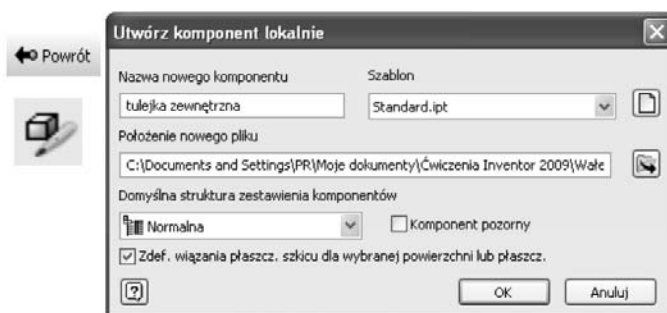 Powrót
Utwórz komponent lokalnie
Nazwa nowego komponentu
Szablon
tulejka zewnętrzna
Standard.ipt
Położenie nowego pliku
C:\Documents and Settings\PR\Moje dokumenty\Ćwiczenia Inventor 2009\Wałe
Domyślna struktura zestawienia komponentów
Normalna
Komponent pozorny
Zdef. wiązania płaszcz. szkicu dla wybranej powierzchni lub płaszcz.
?
OK
Anuluj